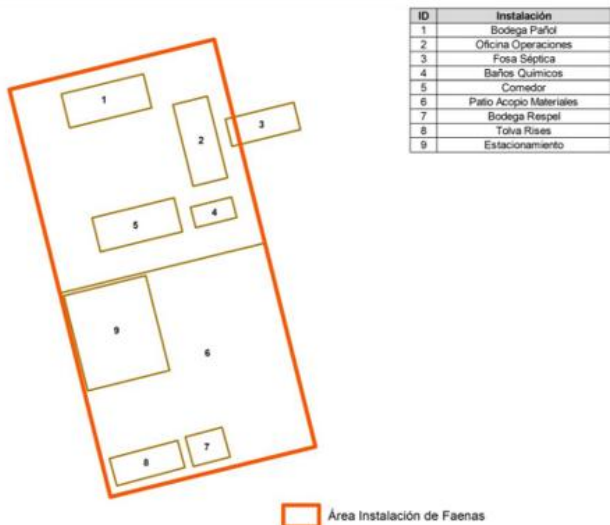 ID Instalación
1 Bodega Pañol
2 Oficina Operaciones
3 Fosa Séptica
4 Baños Químicos
5 Comedor
6 Patio Acopio Materiales
7 Bodega Respel
8 Tolva Rises
9 Estacionamiento
1
2
3
4
5
9
6
7
8
Área Instalación de Faenas